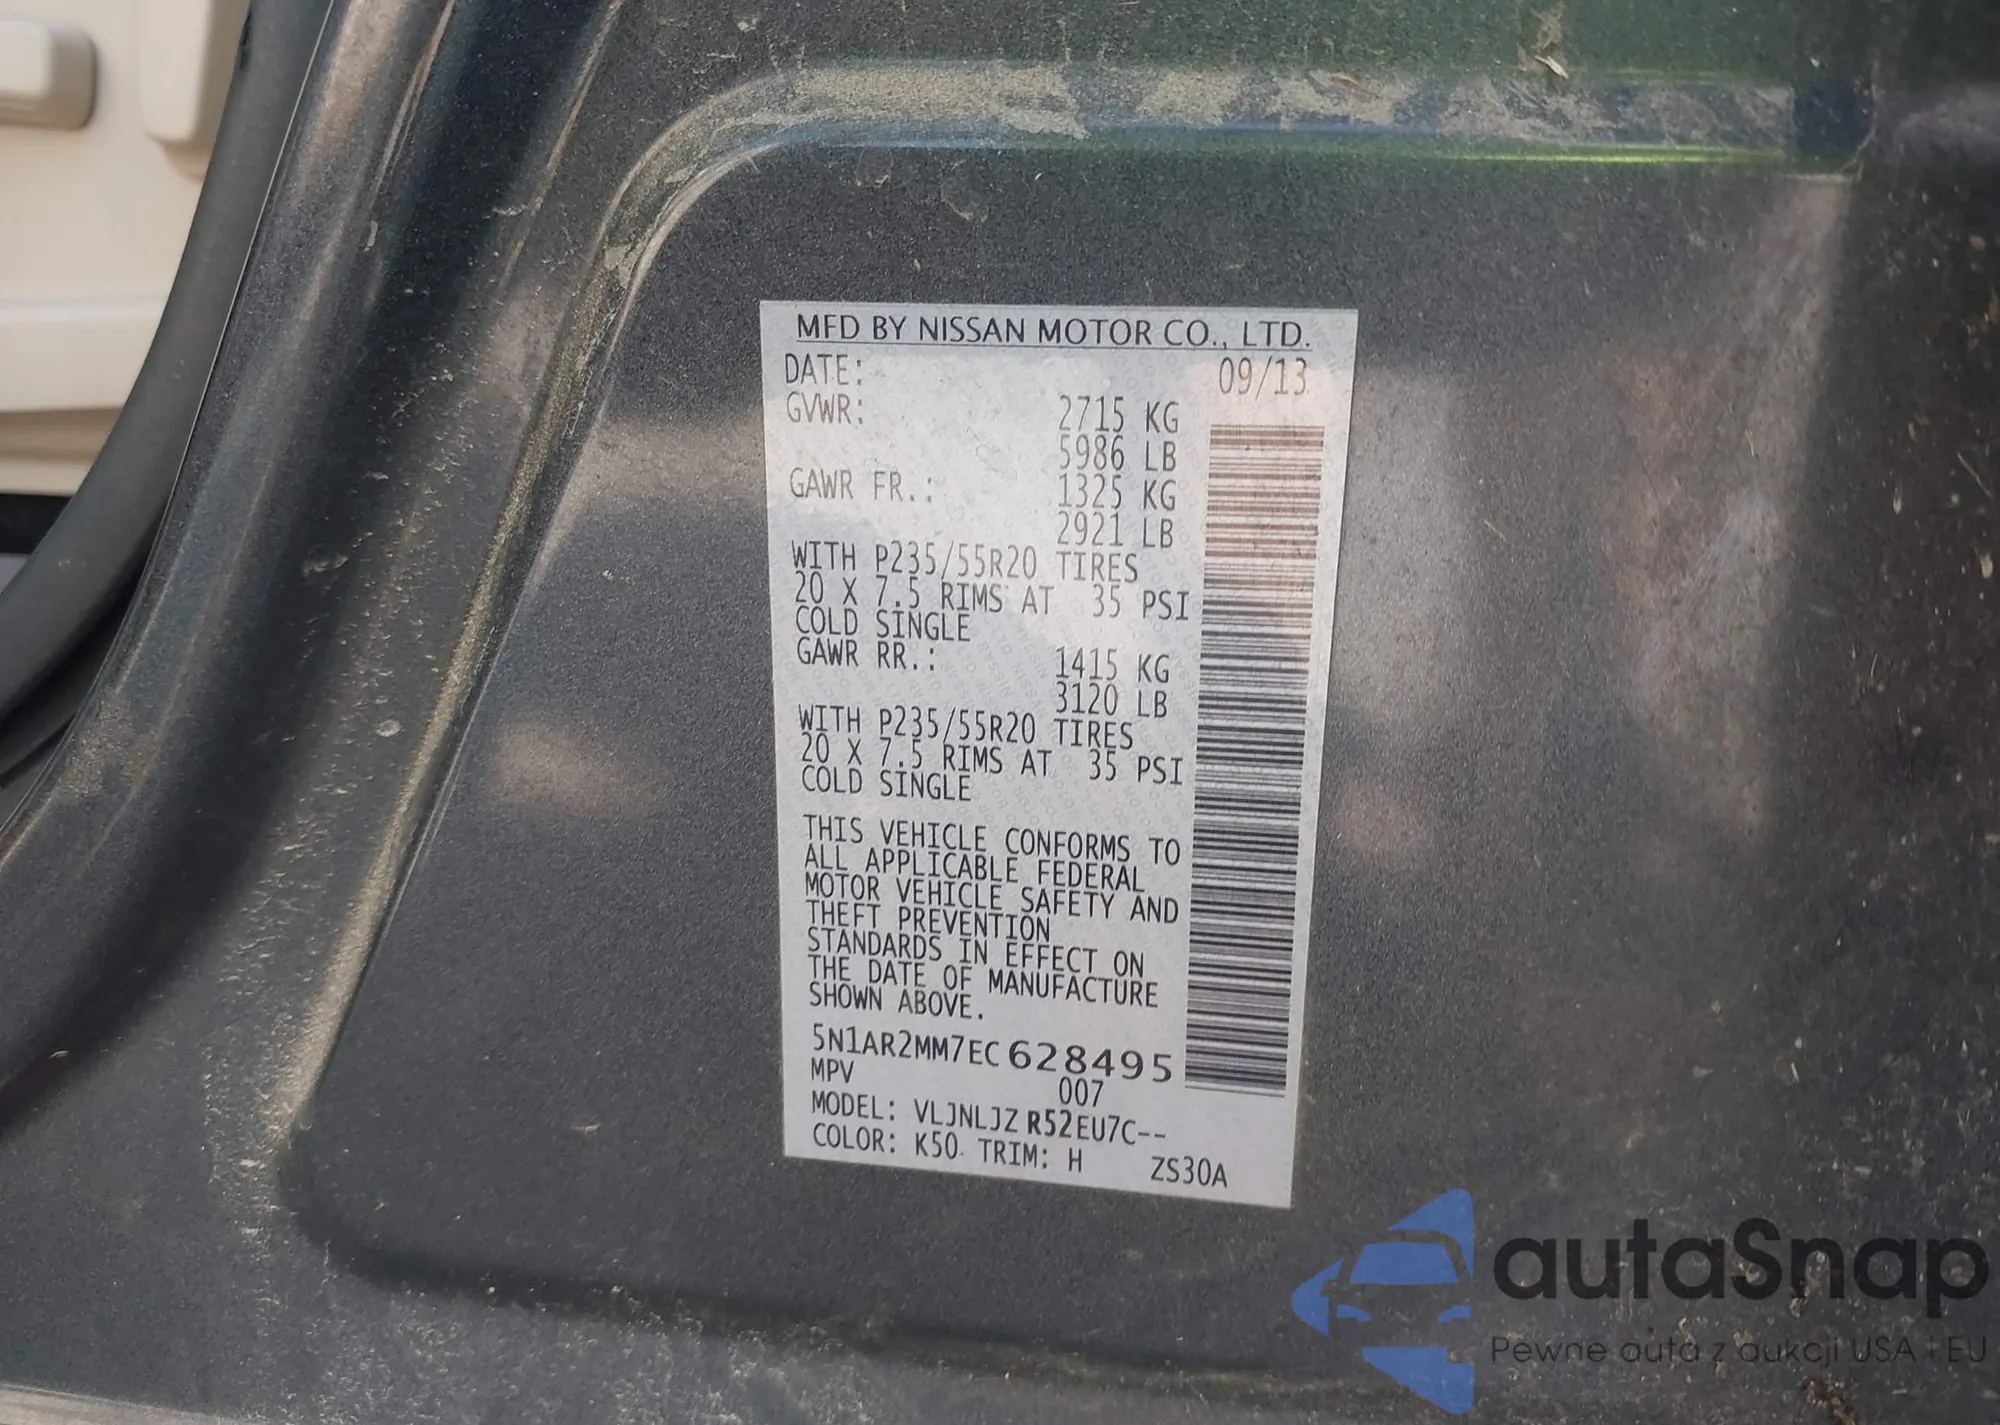 MFD BY NISSAN MOTOR CO., LTD.
DATE: 09/13
GVWR: 2715 KG
5986 LB
GAWR FR.: 1325 KG
2921 LB
WITH P235/55R20 TIRES
20 X 7.5 RIMS AT 35 PSI
COLD SINGLE
GAWR RR.: 1415 KG
3120 LB
WITH P235/55R20 TIRES
20 X 7.5 RIMS AT 35 PSI
COLD SINGLE
THIS VEHICLE CONFORMS TO
ALL APPLICABLE FEDERAL
MOTOR VEHICLE SAFETY AND
THEFT PREVENTION
STANDARDS IN EFFECT ON
THE DATE OF MANUFACTURE
SHOWN ABOVE.
5N1AR2MM7EC628495
MPV 007
MODEL: VLJNLJZ R52EU7C--
COLOR: K50 TRIM: H ZS30A
autaSnap
Pewne auta z aukcji USA i EU